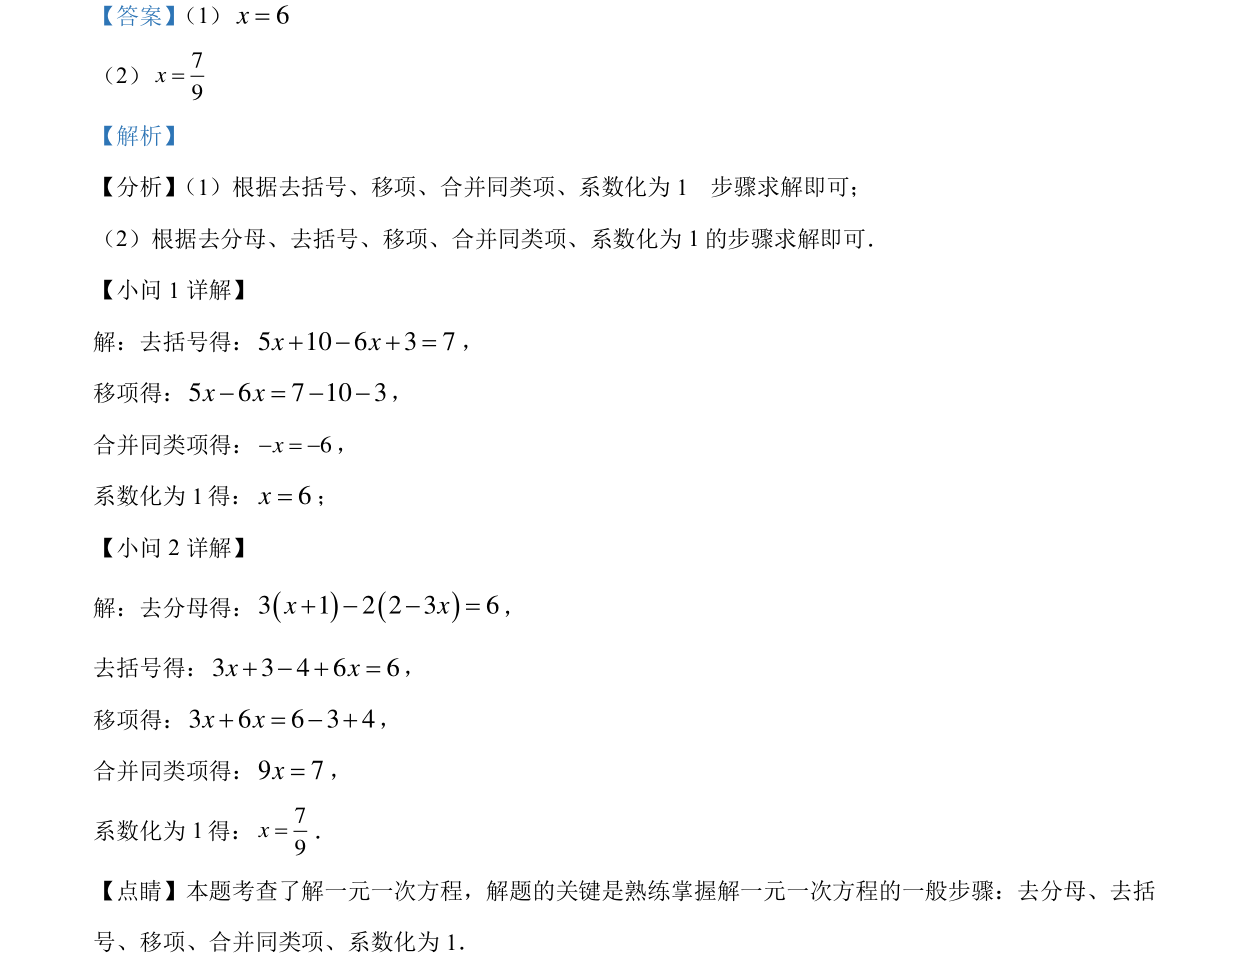 【答案】（1）x = 6
（2）x = 7/9
【解析】
【分析】（1）根据去括号、移项、合并同类项、系数化为 1 步骤求解即可；
（2）根据去分母、去括号、移项、合并同类项、系数化为 1 的步骤求解即可．
【小问 1 详解】
解：去括号得：5x+10−6x+3=7，
移项得：5x−6x=7−10−3，
合并同类项得：−x=−6，
系数化为 1 得：x=6；
【小问 2 详解】
解：去分母得：3(x+1)−2(2−3x)=6，
去括号得：3x+3−4+6x=6，
移项得：3x+6x=6−3+4，
合并同类项得：9x=7，
系数化为 1 得：x=7/9．
【点睛】本题考查了解一元一次方程，解题的关键是熟练掌握解一元一次方程的一般步骤：去分母、去括
号、移项、合并同类项、系数化为 1．